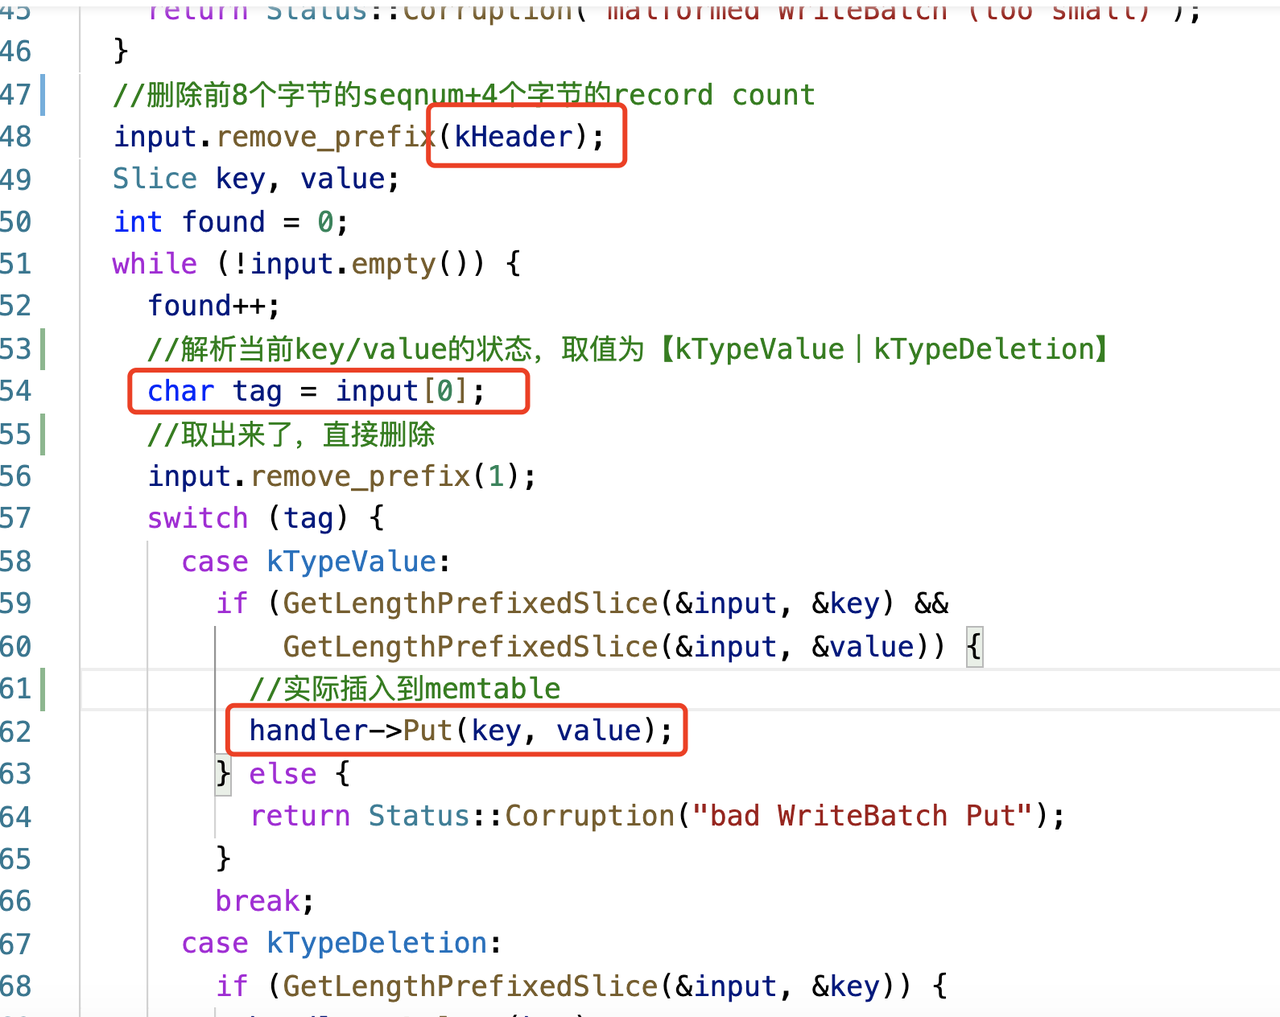 45 return Status::Corruption("malformed WriteBatch (too small)");
46 }
47 //删除前8个字节的seqnum+4个字节的record count
48 input.remove_prefix(kHeader);
49 Slice key, value;
50 int found = 0;
51 while (!input.empty()) {
52 found++;
53 //解析当前key/value的状态，取值为【kTypeValue|kTypeDeletion】
54 char tag = input[0];
55 //取出来了，直接删除
56 input.remove_prefix(1);
57 switch (tag) {
58 case kTypeValue:
59 if (GetLengthPrefixedSlice(&input, &key) &&
60 GetLengthPrefixedSlice(&input, &value)) {
61 //实际插入到memtable
62 handler->Put(key, value);
63 } else {
64 return Status::Corruption("bad WriteBatch Put");
65 }
66 break;
67 case kTypeDeletion:
68 if (GetLengthPrefixedSlice(&input, &key)) {